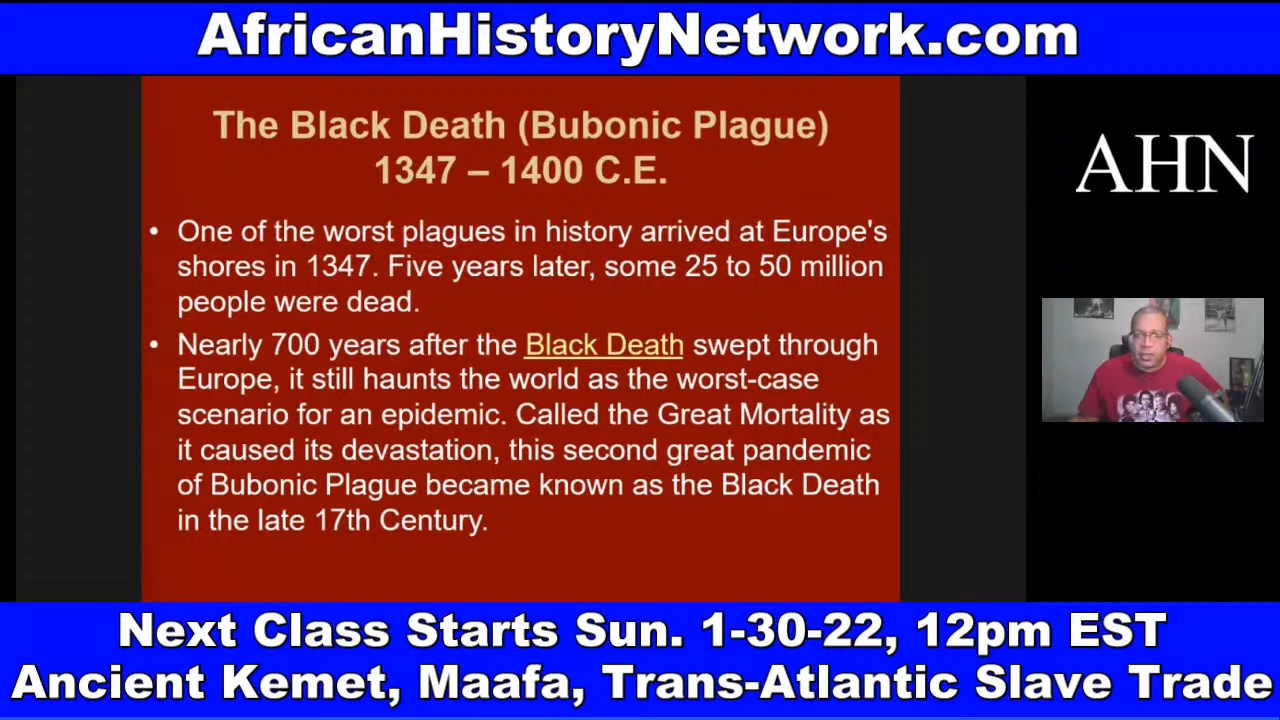 AfricanHistoryNetwork.com
The Black Death (Bubonic Plague)
1347 – 1400 C.E.
• One of the worst plagues in history arrived at Europe's
shores in 1347. Five years later, some 25 to 50 million
people were dead.
• Nearly 700 years after the Black Death swept through
Europe, it still haunts the world as the worst-case
scenario for an epidemic. Called the Great Mortality as
it caused its devastation, this second great pandemic
of Bubonic Plague became known as the Black Death
in the late 17th Century.
AHN
Next Class Starts Sun. 1-30-22, 12pm EST
Ancient Kemet, Maafa, Trans-Atlantic Slave Trade